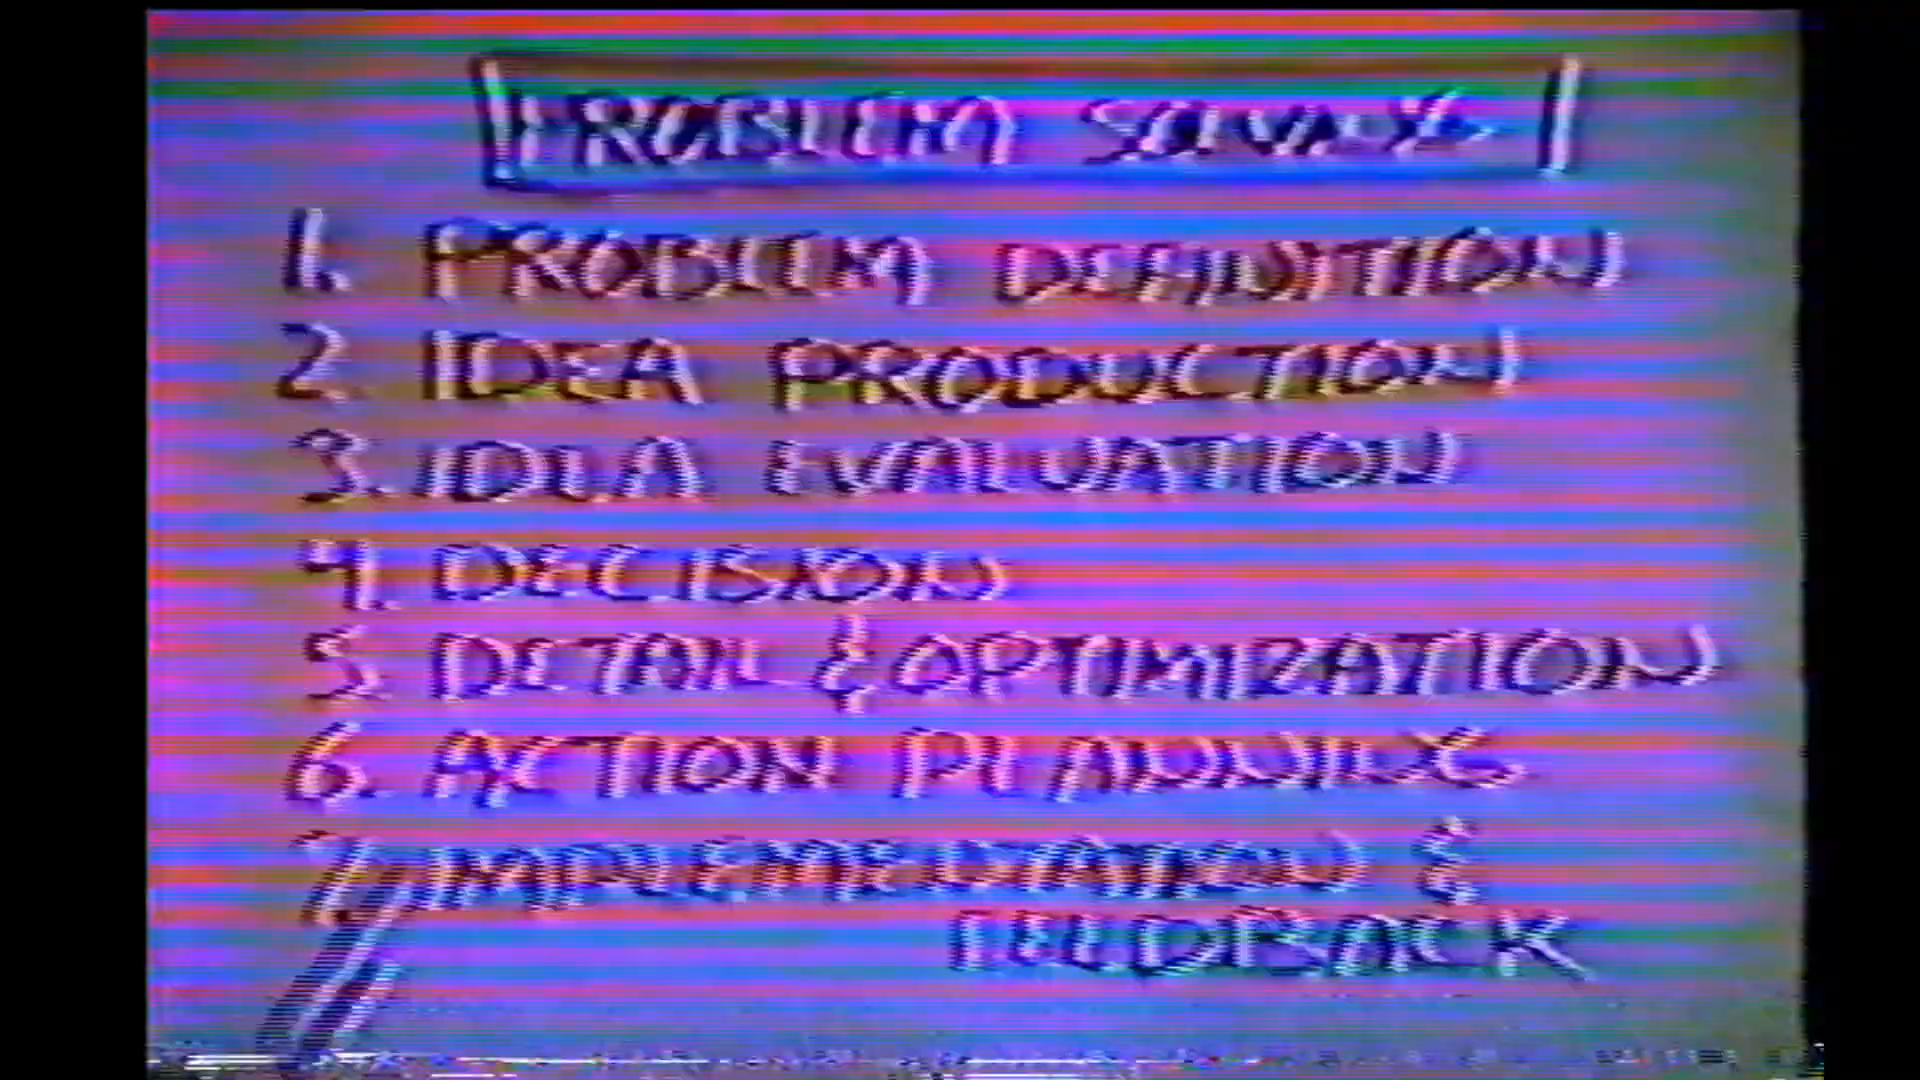 PROBLEM SOLVING
1. PROBLEM DEFINITION
2. IDEA PRODUCTION
3. IDEA EVALUATION
4. DECISION
5. DETAIL & OPTIMIZATION
6. ACTION PLANNING
7. IMPLEMENTATION &
FEEDBACK